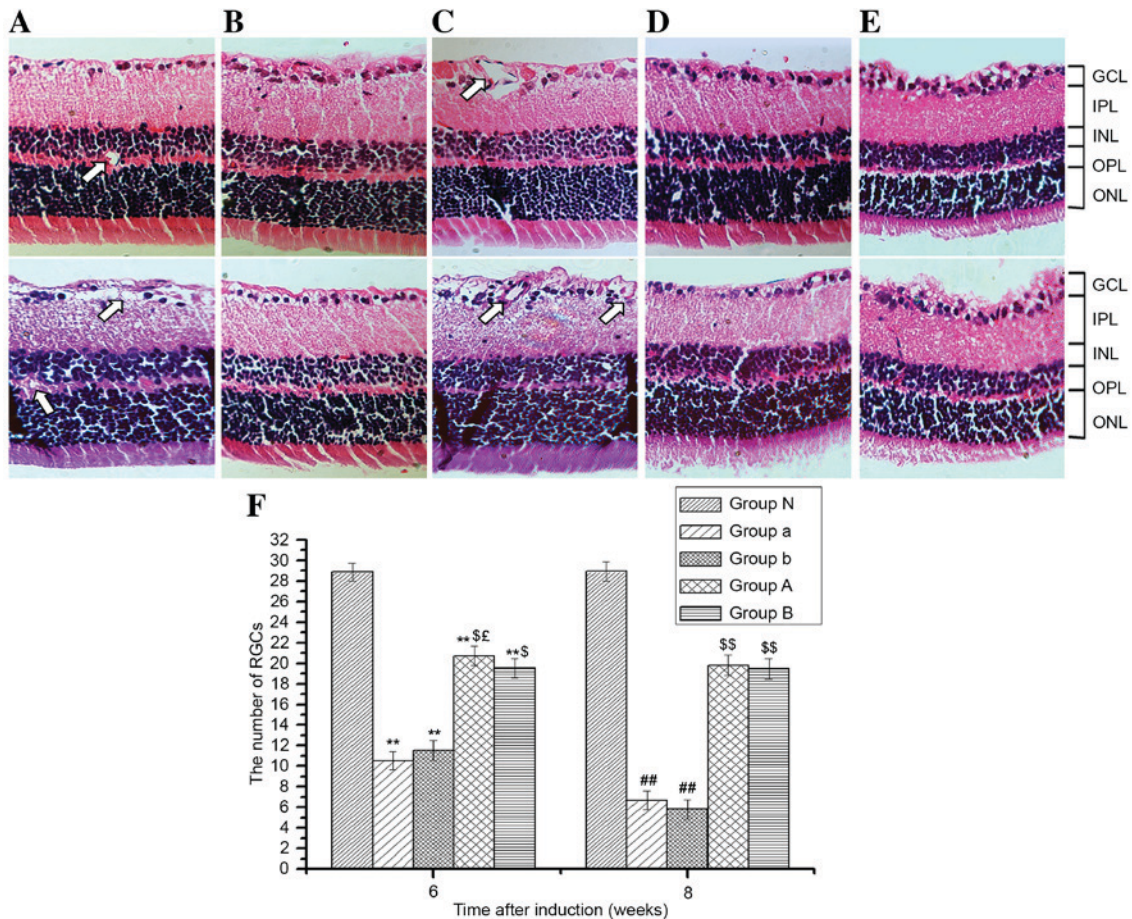 A B C D E
GCL
IPL
INL
OPL
ONL
GCL
IPL
INL
OPL
ONL
F
Group N
Group a
Group b
Group A
Group B
The number of RGCs
32
30
28
26
24
22
20
18
16
14
12
10
8
6
4
2
0
** ** **$£ **$
## ## $$ $$
6 8
Time after induction (weeks)